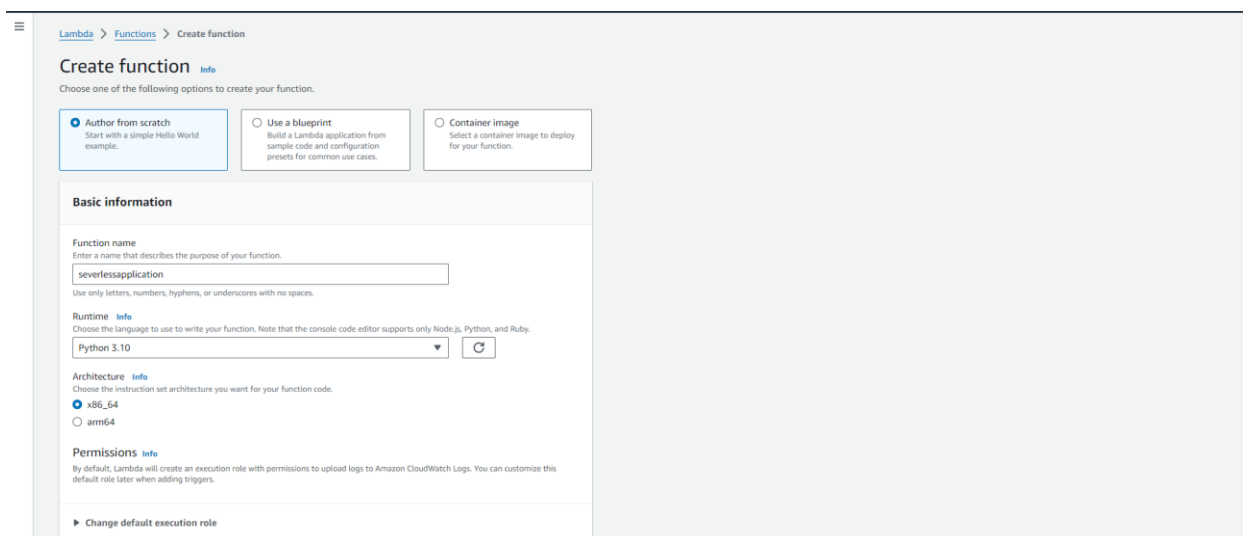 Lambda > Functions > Create function
Create function Info
Choose one of the following options to create your function.
Author from scratch
Start with a simple Hello World
example.
Use a blueprint
Build a Lambda application from
sample code and configuration
presets for common use cases.
Container image
Select a container image to deploy
for your function.
Basic information
Function name
Enter a name that describes the purpose of your function.
severlessapplication
Use only letters, numbers, hyphens, or underscores with no spaces.
Runtime Info
Choose the language to use to write your function. Note that the console code editor supports only Node.js, Python, and Ruby.
Python 3.10
Architecture Info
Choose the instruction set architecture you want for your function code.
x86_64
arm64
Permissions Info
By default, Lambda will create an execution role with permissions to upload logs to Amazon CloudWatch Logs. You can customize this
default role later when adding triggers.
Change default execution role